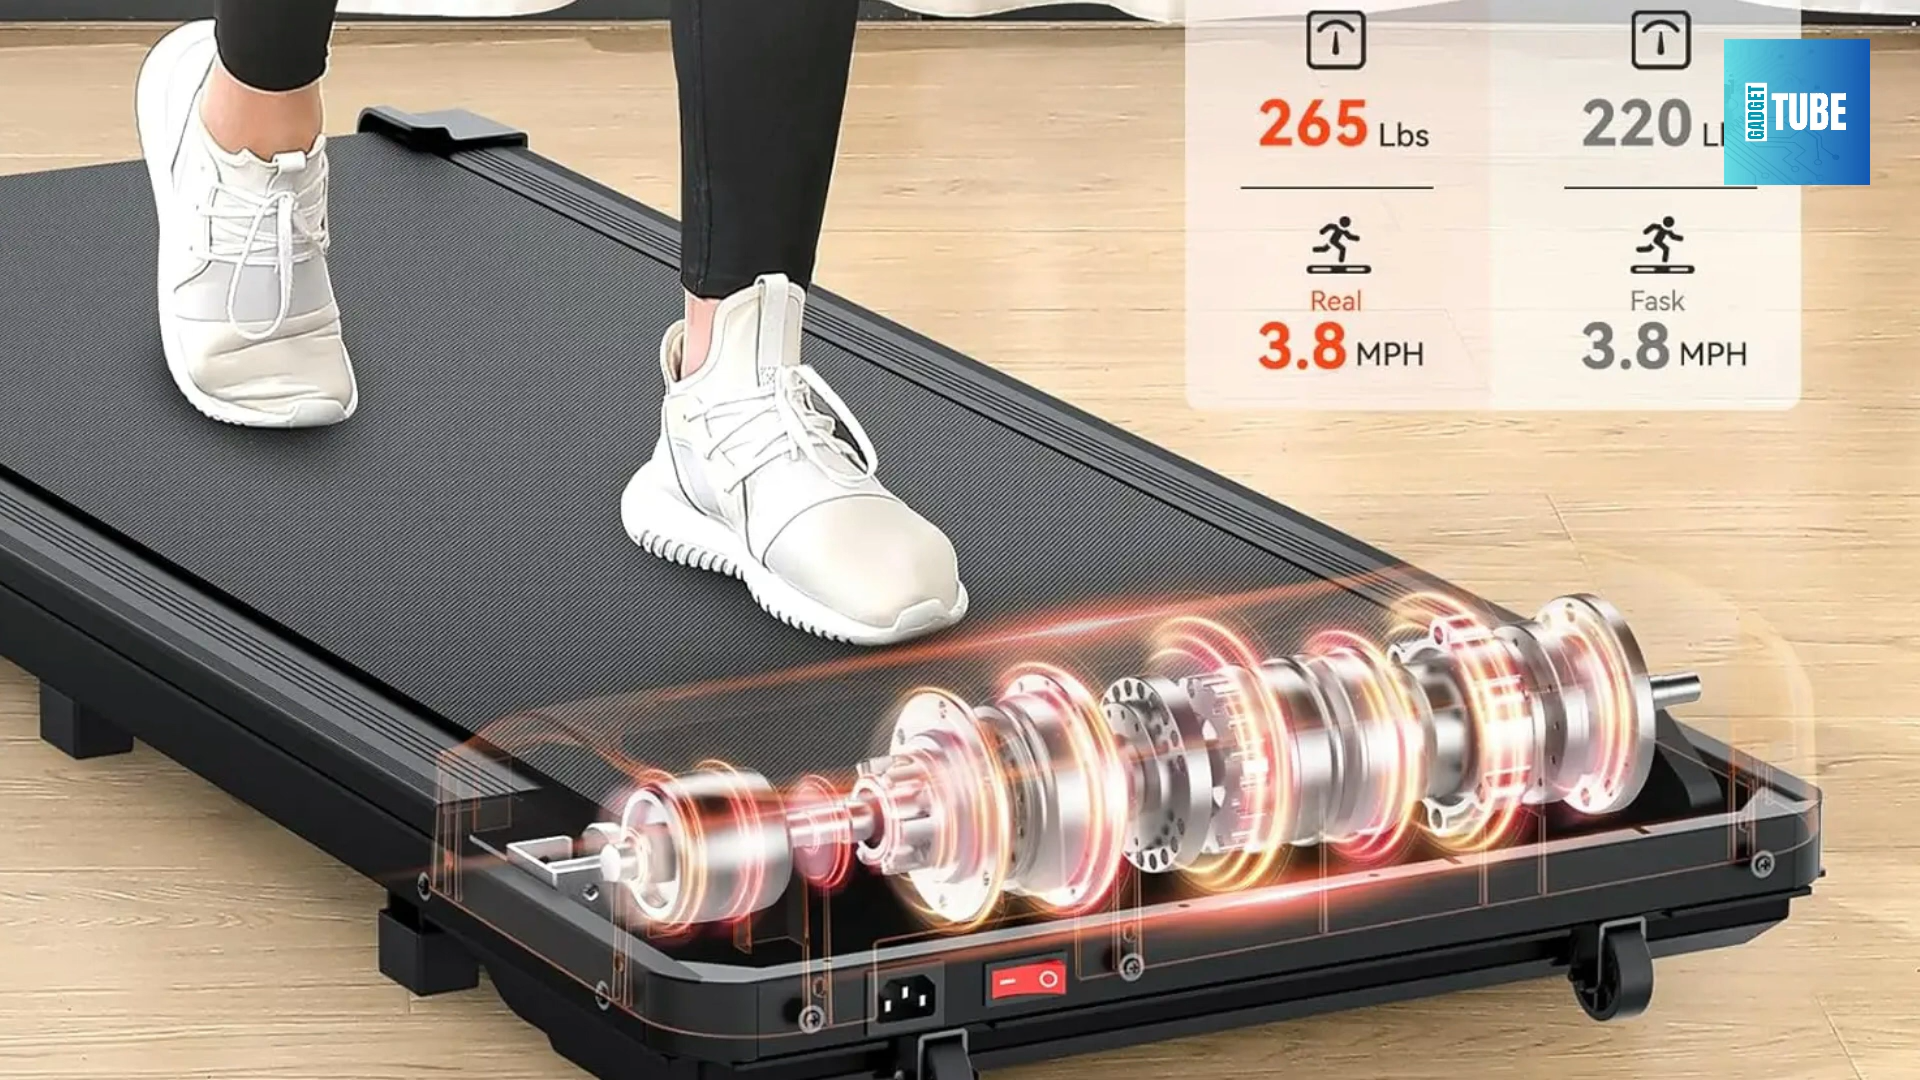 265 Lbs
220
GADGET
TUBE
Real
3.8 MPH
Fask
3.8 MPH